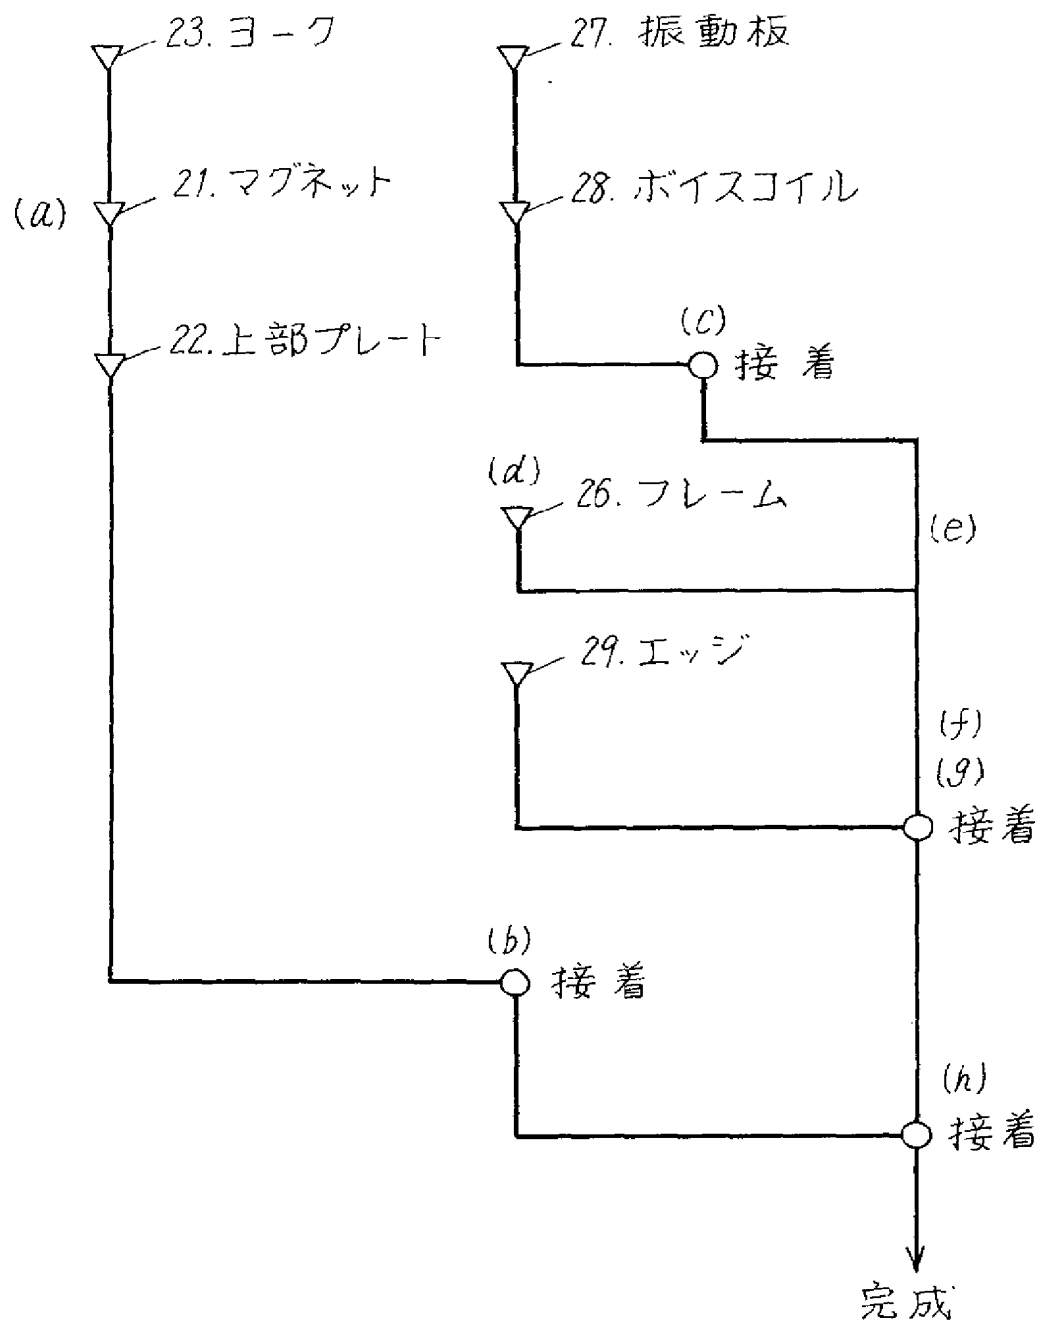 23. ヨーク
27. 振動板
21. マグネット
28. ボイスコイル
(a)
22. 上部プレート
(c)
接着
(d)
26. フレーム
(e)
29. エッジ
(f)
(g)
接着
(b)
接着
(h)
接着
完成